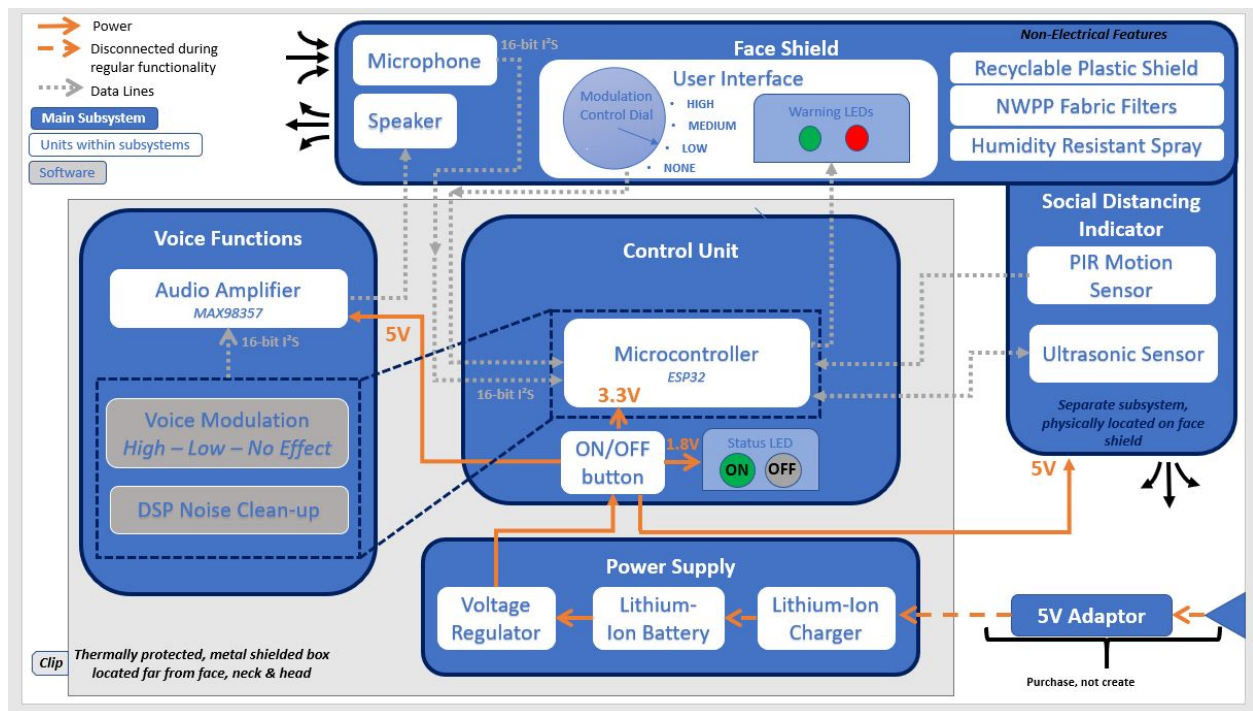 Power
Disconnected during
regular functionality
Data Lines
Main Subsystem
Units within subsystems
Software
Microphone
16-bit I²S
Speaker
Face Shield
User Interface
Modulation
Control Dial
• HIGH
• MEDIUM
• LOW
• NONE
Warning LEDs
Non-Electrical Features
Recyclable Plastic Shield
NWPP Fabric Filters
Humidity Resistant Spray
Voice Functions
Audio Amplifier
MAX98357
16-bit I²S
Voice Modulation
High – Low – No Effect
DSP Noise Clean-up
5V
Control Unit
Microcontroller
ESP32
16-bit I²S
3.3V
ON/OFF
button
1.8V
Status LED
ON
OFF
Social Distancing
Indicator
PIR Motion
Sensor
Ultrasonic Sensor
Separate subsystem,
physically located on face
shield
5V
Power Supply
Voltage
Regulator
Lithium-
Ion Battery
Lithium-Ion
Charger
5V Adaptor
Purchase, not create
Clip
Thermally protected, metal shielded box
located far from face, neck & head